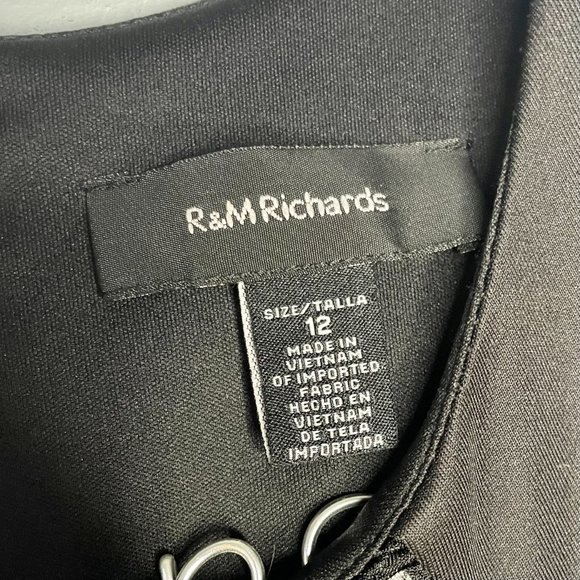 R&M Richards
SIZE/TALLA
12
MADE IN
VIETNAM
OF IMPORTED
FABRIC
HECHO EN
VIETNAM
DE TELA
IMPORTADA